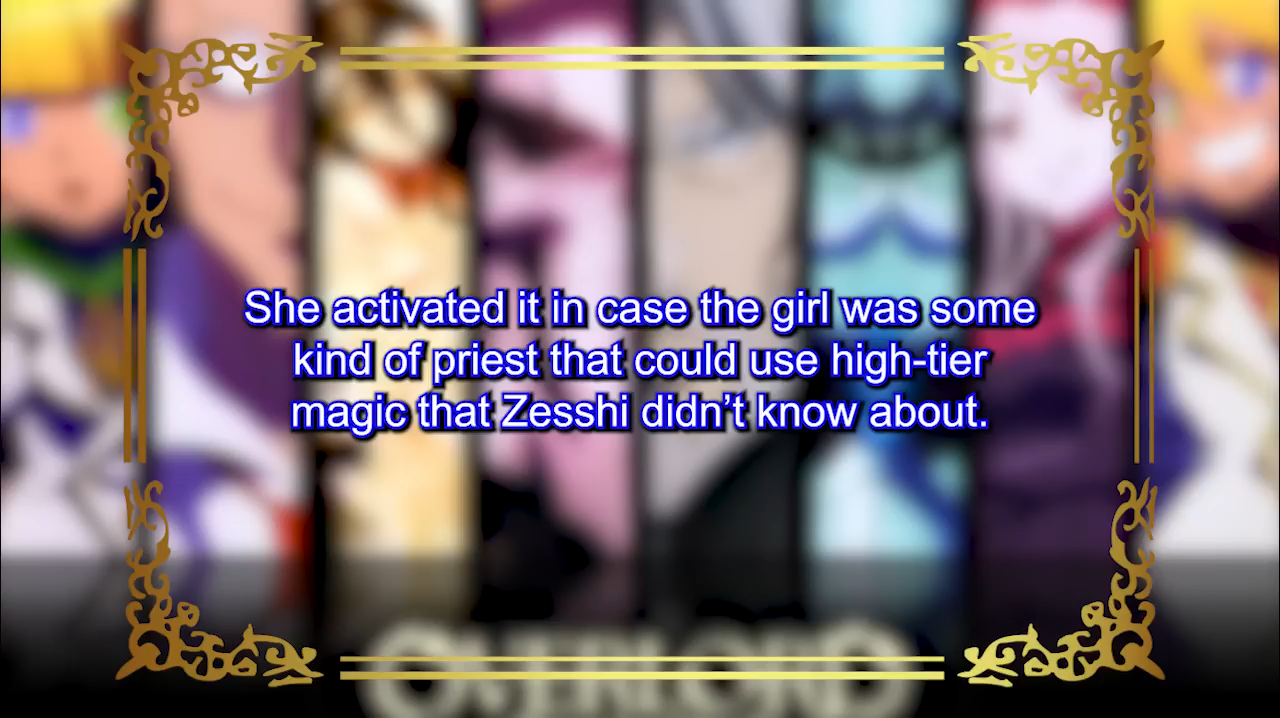 She activated it in case the girl was some
kind of priest that could use high-tier
magic that Zesshi didn’t know about.
OVERLORD